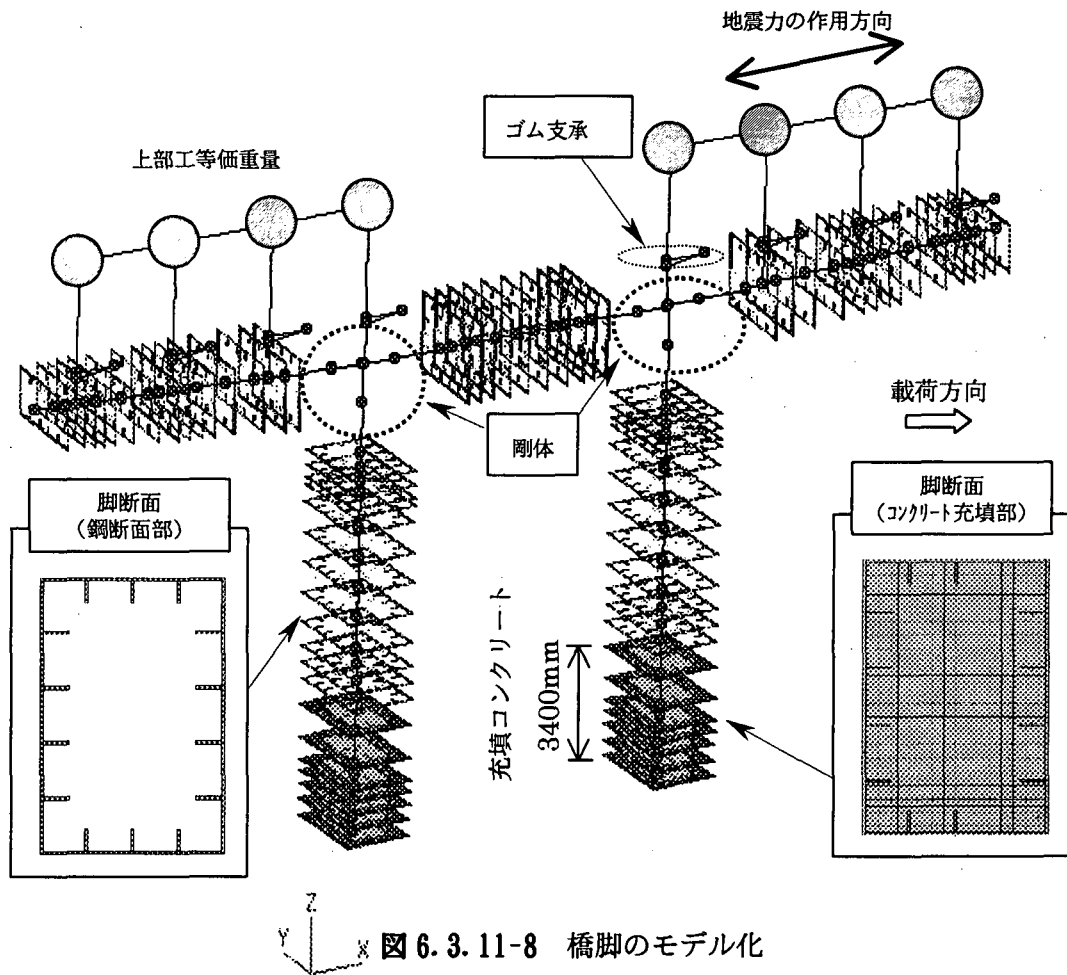 地震力の作用方向
ゴム支承
上部工等価重量
載荷方向
剛体
脚断面
(鋼断面部)
脚断面
(ｺﾝｸﾘｰﾄ充填部)
充填コンクリート
3400mm
Z
Y
X
図 6.3.11-8 橋脚のモデル化